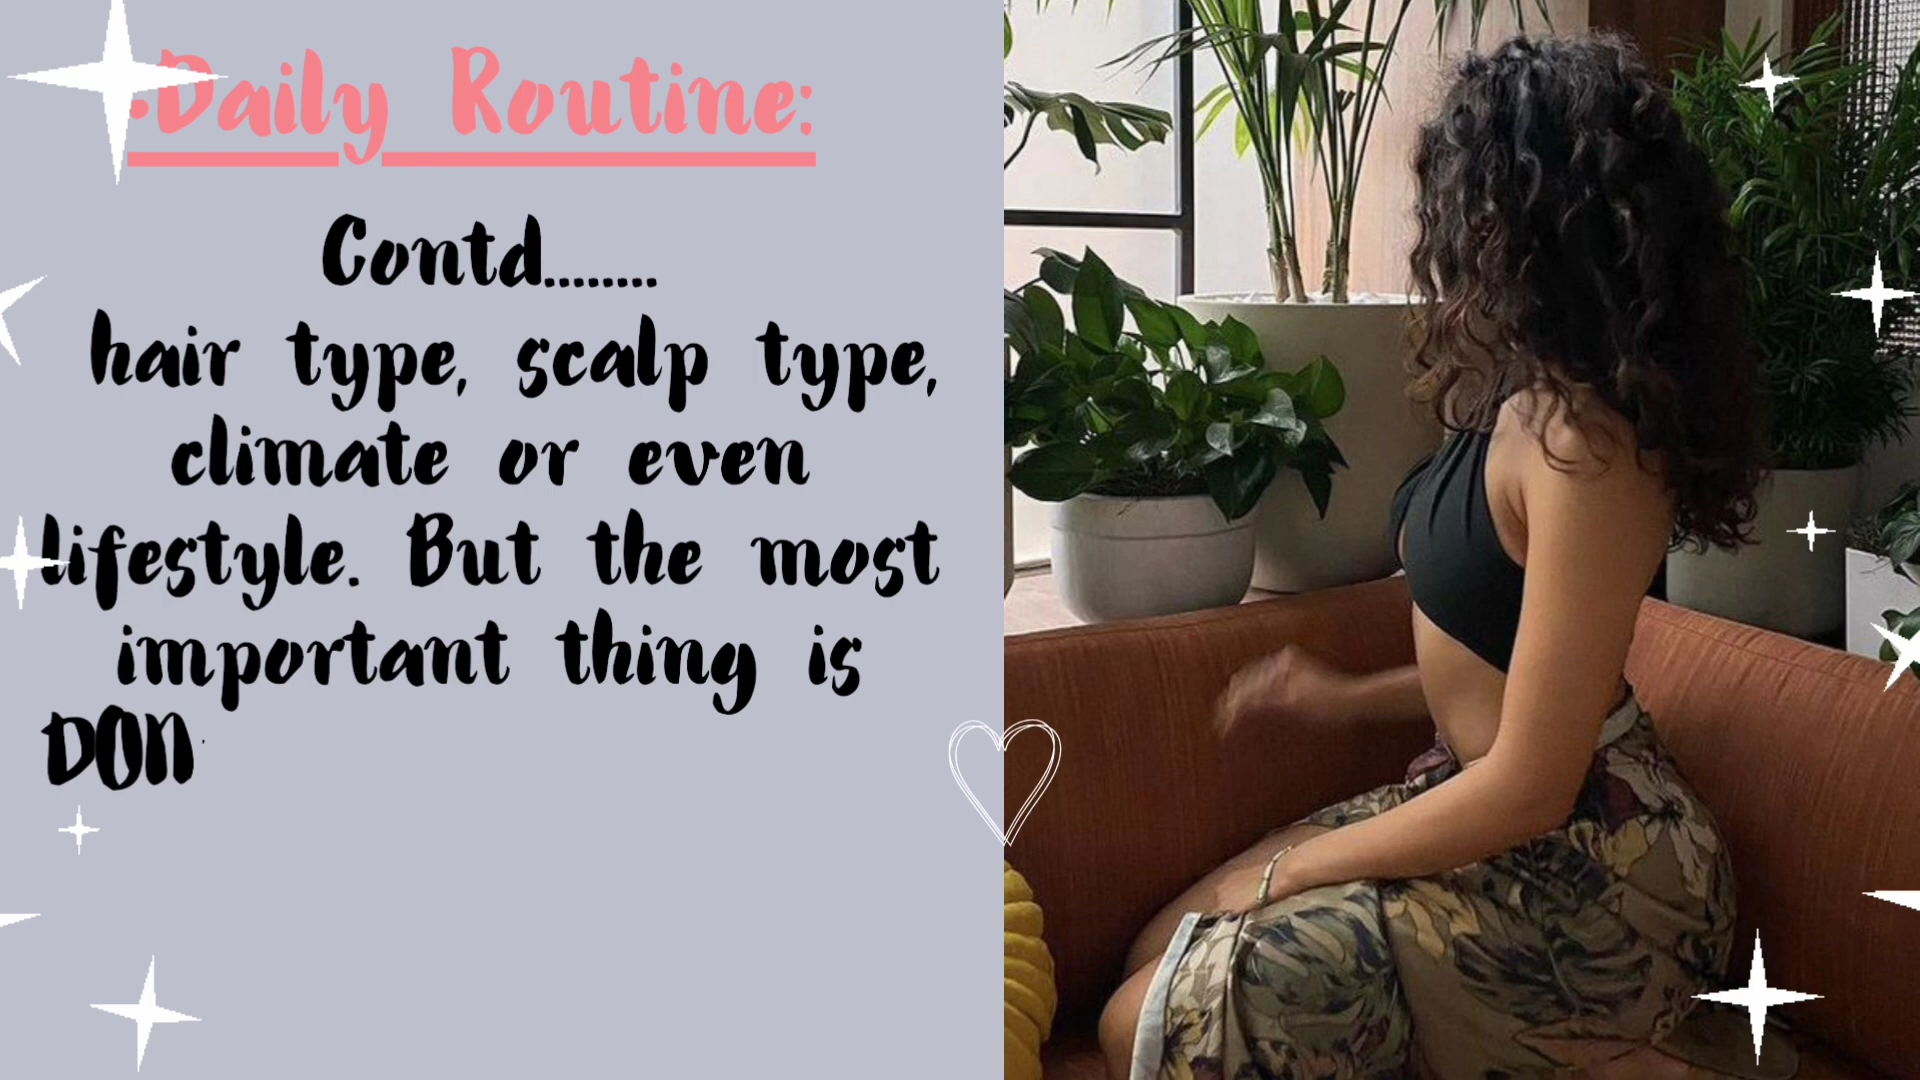 •Daily Routine:
Contd........
hair type, scalp type,
climate or even
lifestyle. But the most
important thing is
DON